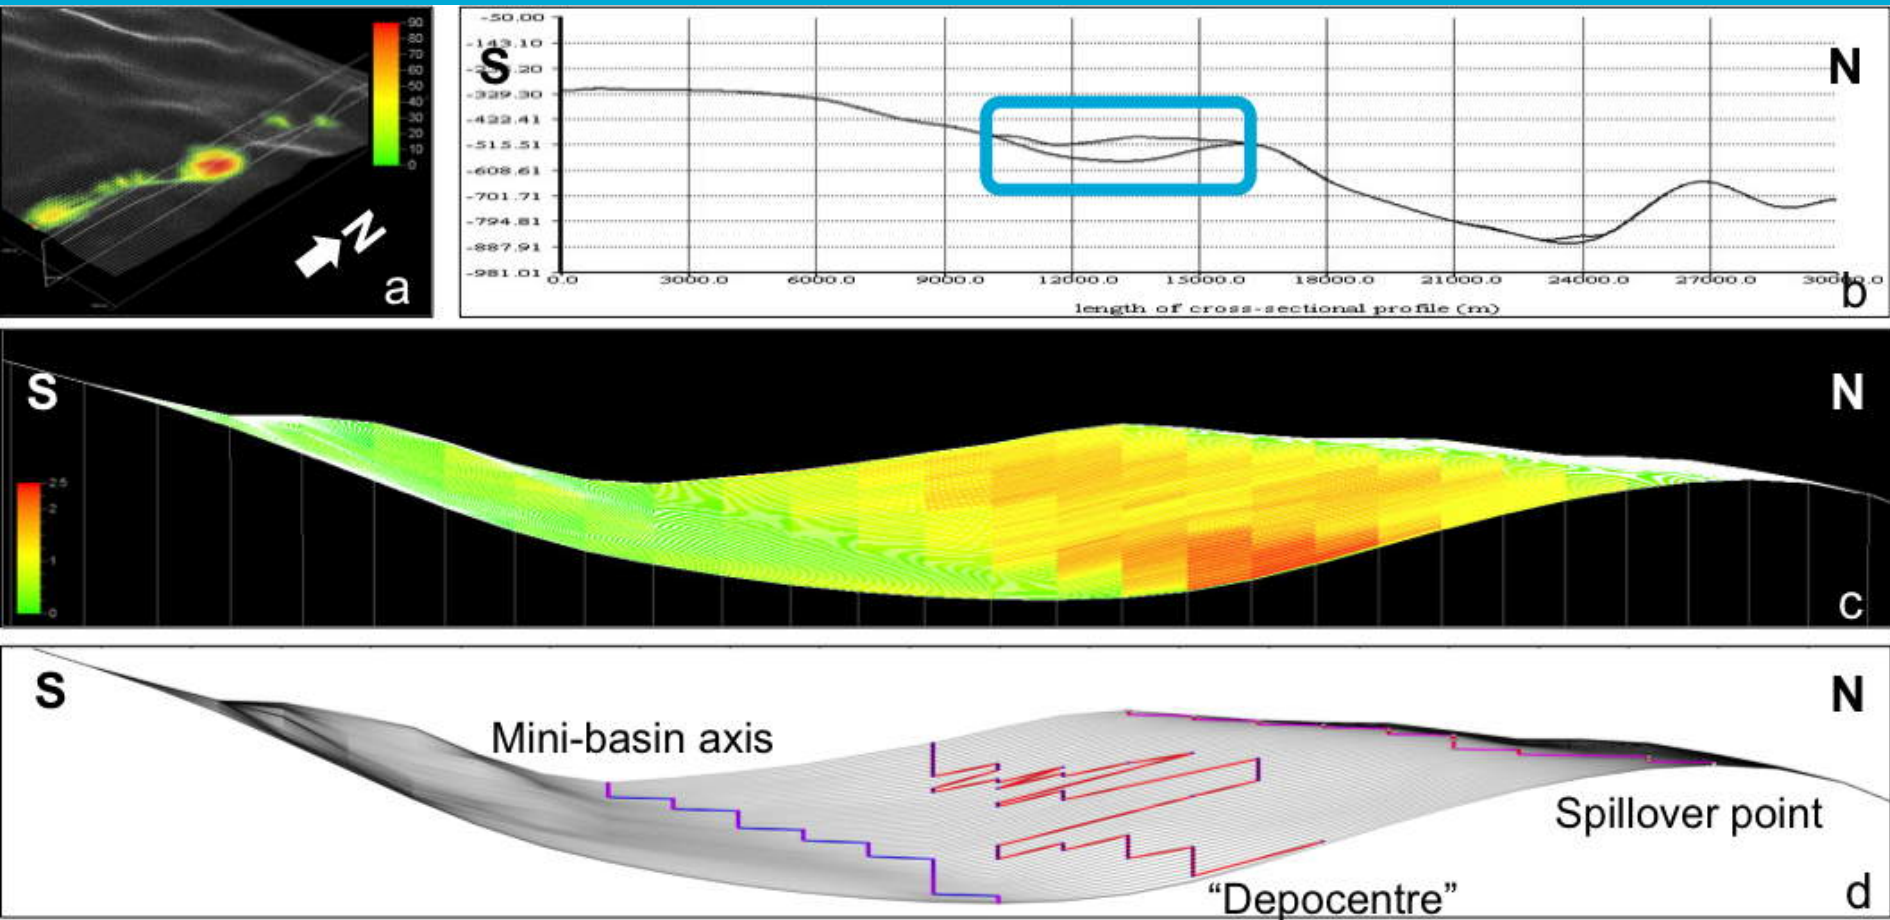 90
80
70
60
50
40
30
20
10
0
N
a
S
N
-50.00
-143.10
-329.30
-422.41
-515.51
-608.61
-701.71
-794.81
-887.91
-981.01
0.0 3000.0 6000.0 9000.0 12000.0 15000.0 18000.0 21000.0 24000.0 27000.0
length of cross-sectional profile (m)
b
S
N
2.5
2
1
0
c
S
N
Mini-basin axis
Spillover point
“Depocentre”
d